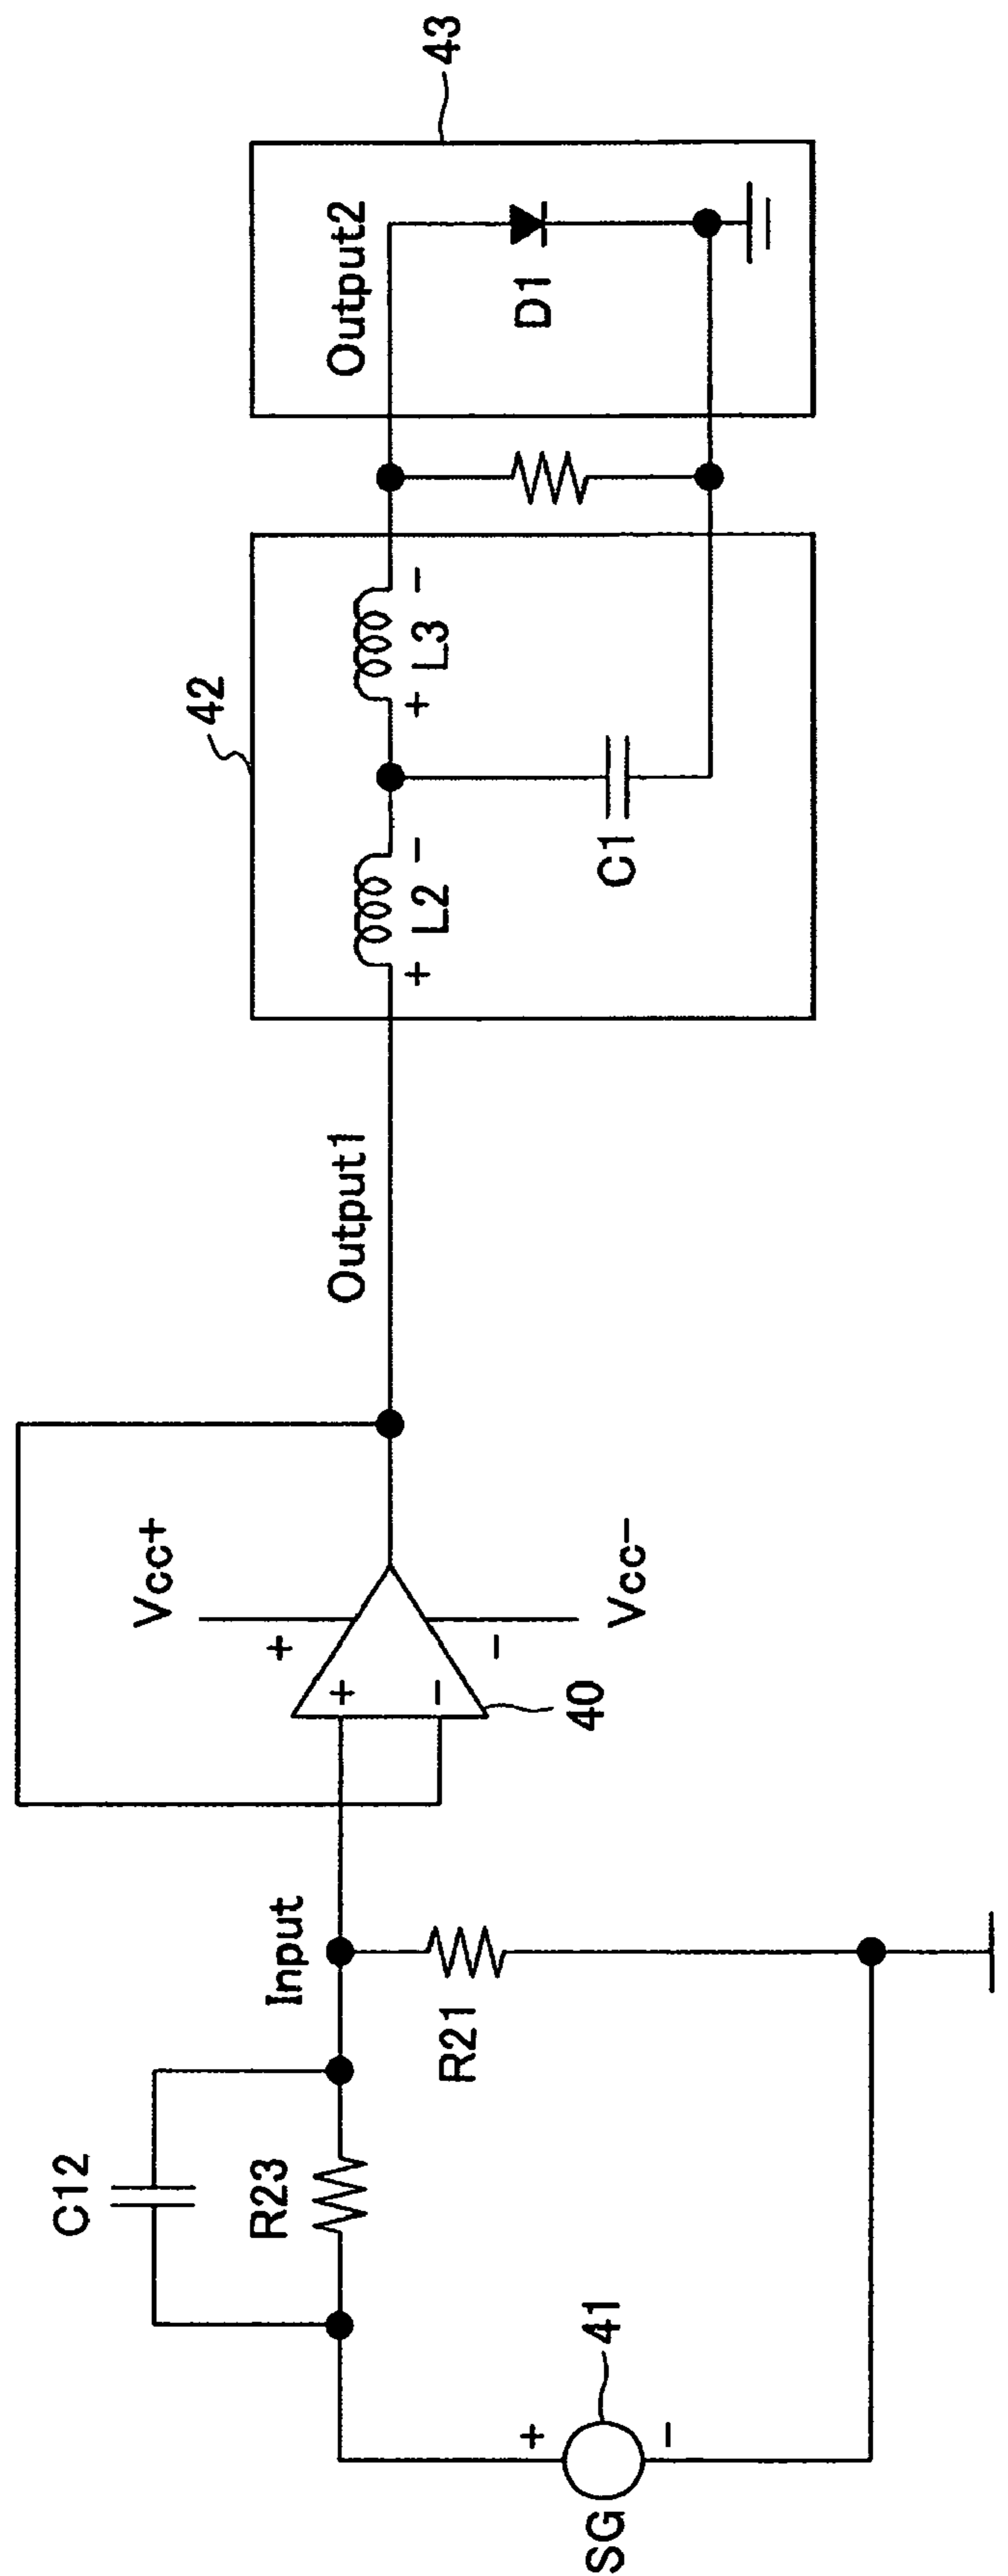 SG
+
-
41
C12
R23
Input
R21
+
-
40
+
-
Vcc+
Vcc-
Output1
42
+
L2
-
C1
+
L3
-
Output2
D1
43